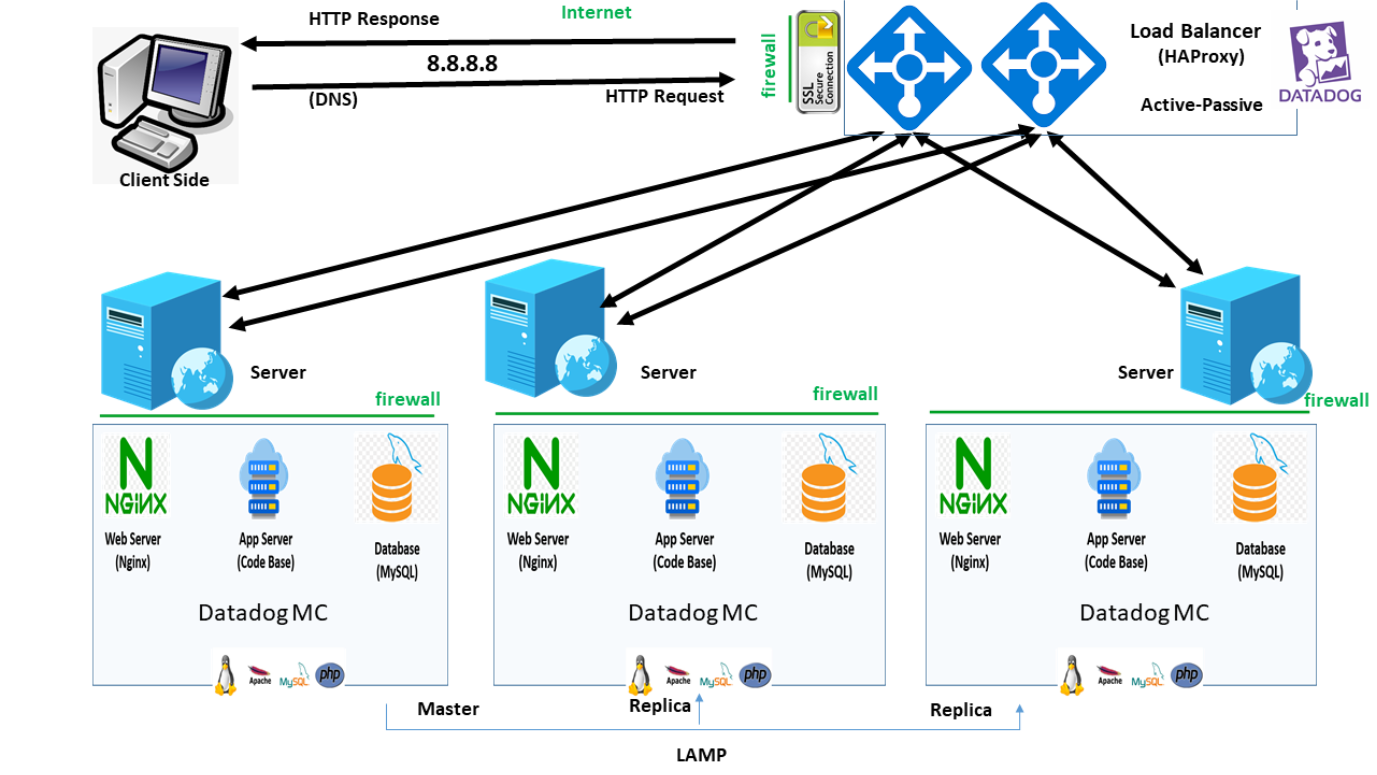 HTTP Response
Internet
8.8.8.8
(DNS)
HTTP Request
firewall
SSL
Secure
Connection
Load Balancer
(HAProxy)
Active-Passive
DATADOG
Client Side
Server
Server
Server
firewall
firewall
firewall
NGINX
Web Server
(Nginx)
App Server
(Code Base)
Database
(MySQL)
Datadog MC
Apache
MySQL
php
NGINX
Web Server
(Nginx)
App Server
(Code Base)
Database
(MySQL)
Datadog MC
Apache
MySQL
php
NGINX
Web Server
(Nginx)
App Server
(Code Base)
Database
(MySQL)
Datadog MC
Apache
MySQL
php
Master
Replica
Replica
LAMP